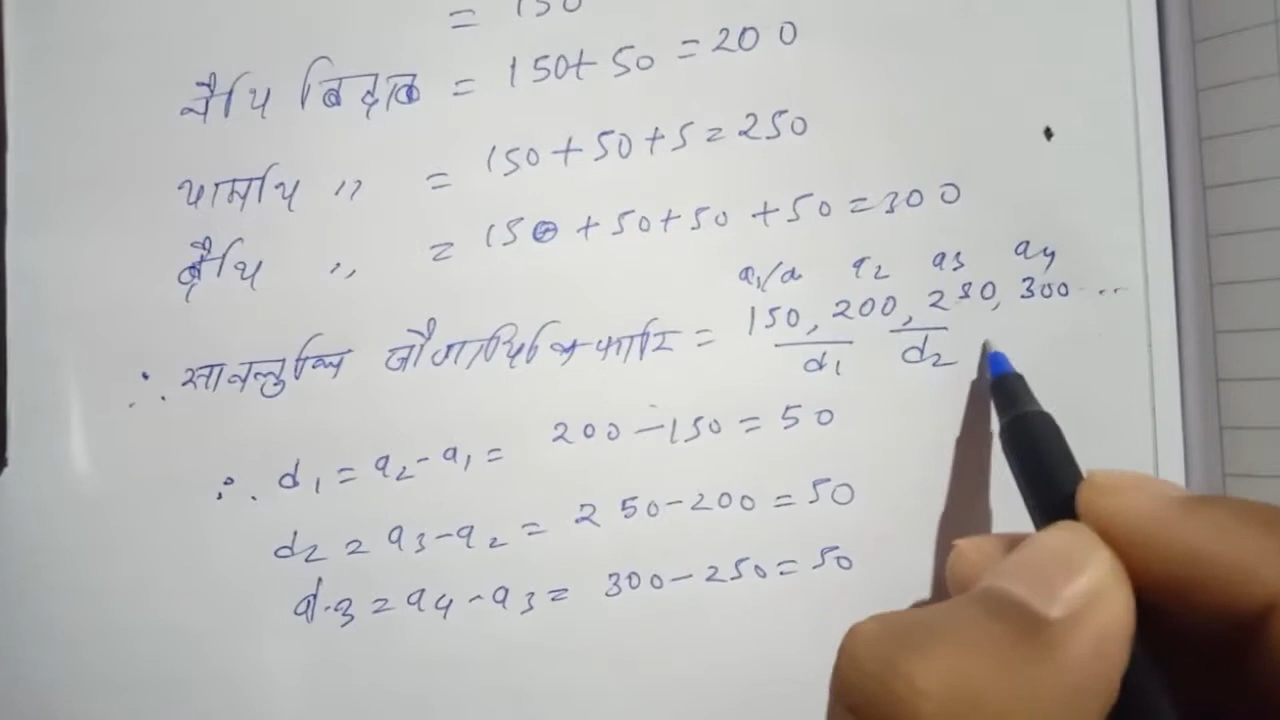 = 150
= 150+ 50 = 200
〃 = 150 + 50 + 5 = 250
〃 = 150 + 50 + 50 + 50 = 300
a1/a a2 a3 a4
∴ = 150, 200, 250, 300 ..
d1 d2
∴ d1 = a2 - a1 = 200 - 150 = 50
d2 = a3 - a2 = 250 - 200 = 50
d.3 = a4 - a3 = 300 - 250 = 50